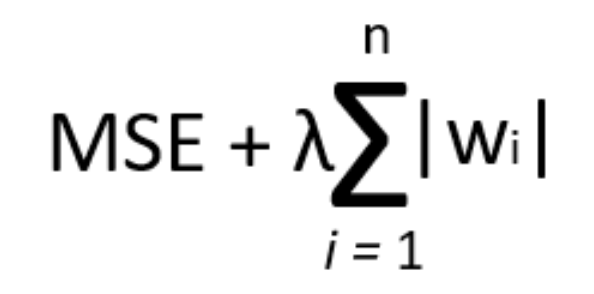 n
MSE + λ∑|wi|
i = 1